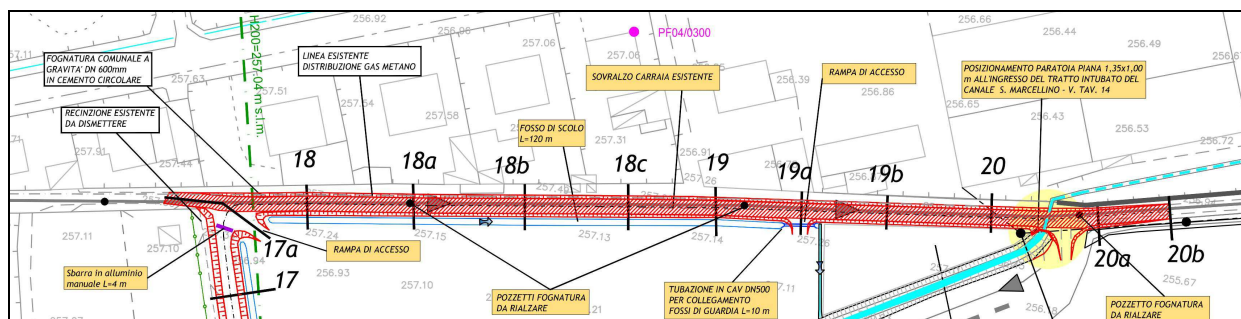 FOGNATURA COMUNALE A
GRAVITA' DN 600mm
IN CEMENTO CIRCOLARE
RECINZIONE ESISTENTE
DA DISMETTERE
H200=257.04 m s.l.m
LINEA ESISTENTE
DISTRIBUZIONE GAS METANO
PF04/0300
SOVRALZO CARRAIA ESISTENTE
RAMPA DI ACCESSO
POSIZIONAMENTO PARATOIA PIANA 1,35x1,00
m ALL'INGRESSO DEL TRATTO INTUBATO DEL
CANALE S. MARCELLINO - V. TAV. 14
FOSSO DI SCOLO
L=120 m
256.92
257.06
257.06
256.39
256.86
256.66
256.44
256.49
256.65
256.43
256.53
256.72
257.51
257.54
257.58
257.31
256.91
257.91
257.44
18
18a
18b
18c
19
19a
19b
20
20a
20b
17a
17
257.24
257.15
257.13
257.14
257.11
257.10
256.93
257.10
255.67
RAMPA DI ACCESSO
Sbarra in alluminio
manuale L=4 m
POZZETTI FOGNATURA
DA RIALZARE
TUBAZIONE IN CAV DN500
PER COLLEGAMENTO
FOSSI DI GUARDIA L=10 m
POZZETTO FOGNATURA
DA RIALZARE